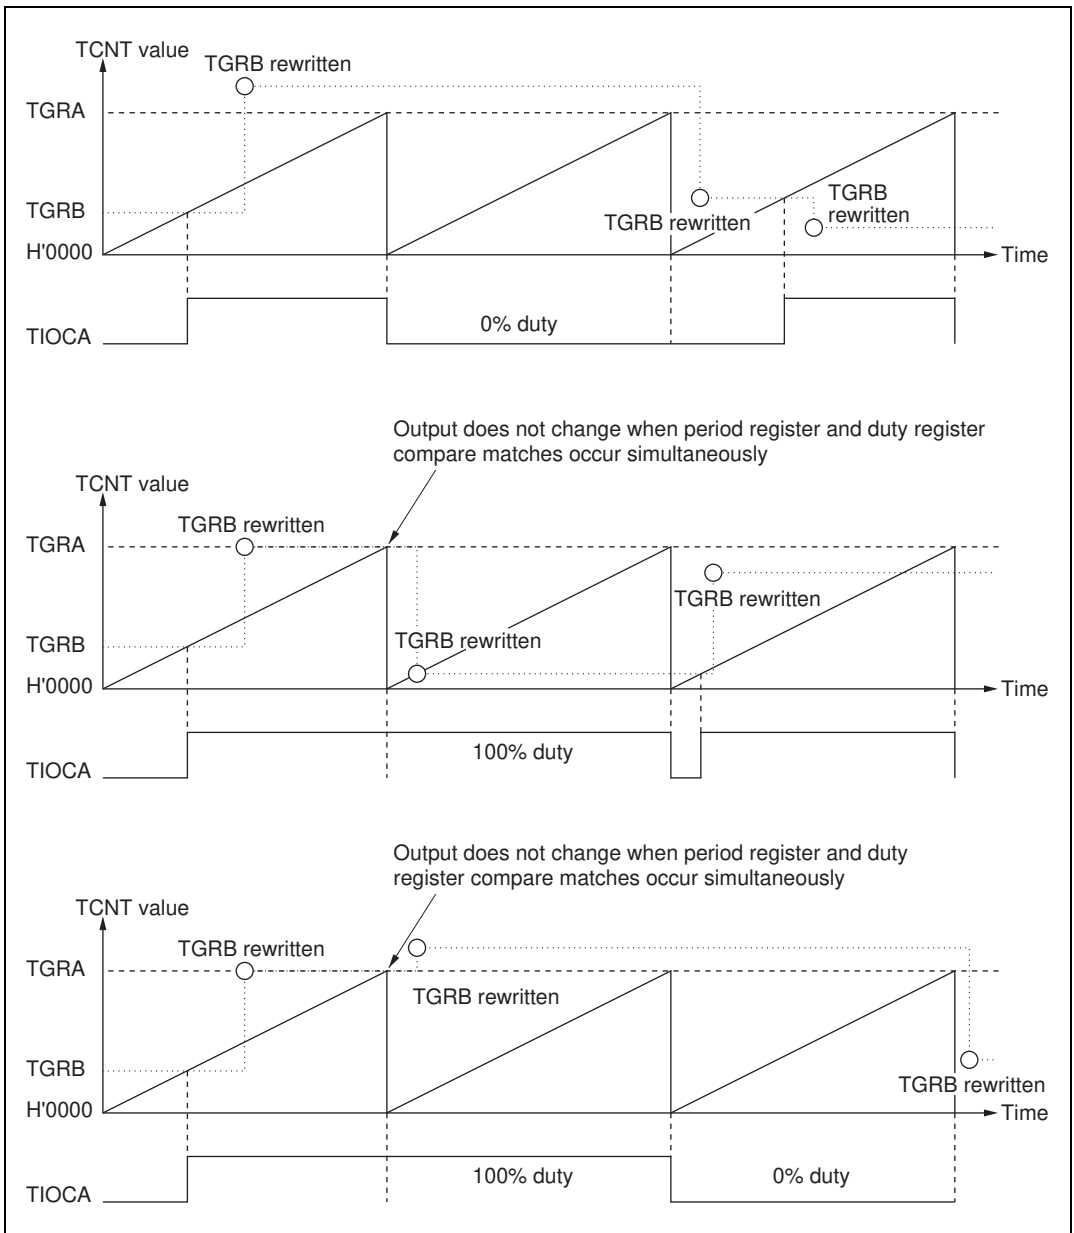 TCNT value
TGRB rewritten
TGRA
TGRB
TGRB rewritten
TGRB
rewritten
H'0000
Time
TIOCA
0% duty
Output does not change when period register and duty register
compare matches occur simultaneously
TCNT value
TGRB rewritten
TGRA
TGRB rewritten
TGRB
TGRB rewritten
H'0000
Time
TIOCA
100% duty
Output does not change when period register and duty
register compare matches occur simultaneously
TCNT value
TGRB rewritten
TGRA
TGRB rewritten
TGRB
TGRB rewritten
H'0000
Time
TIOCA
100% duty
0% duty